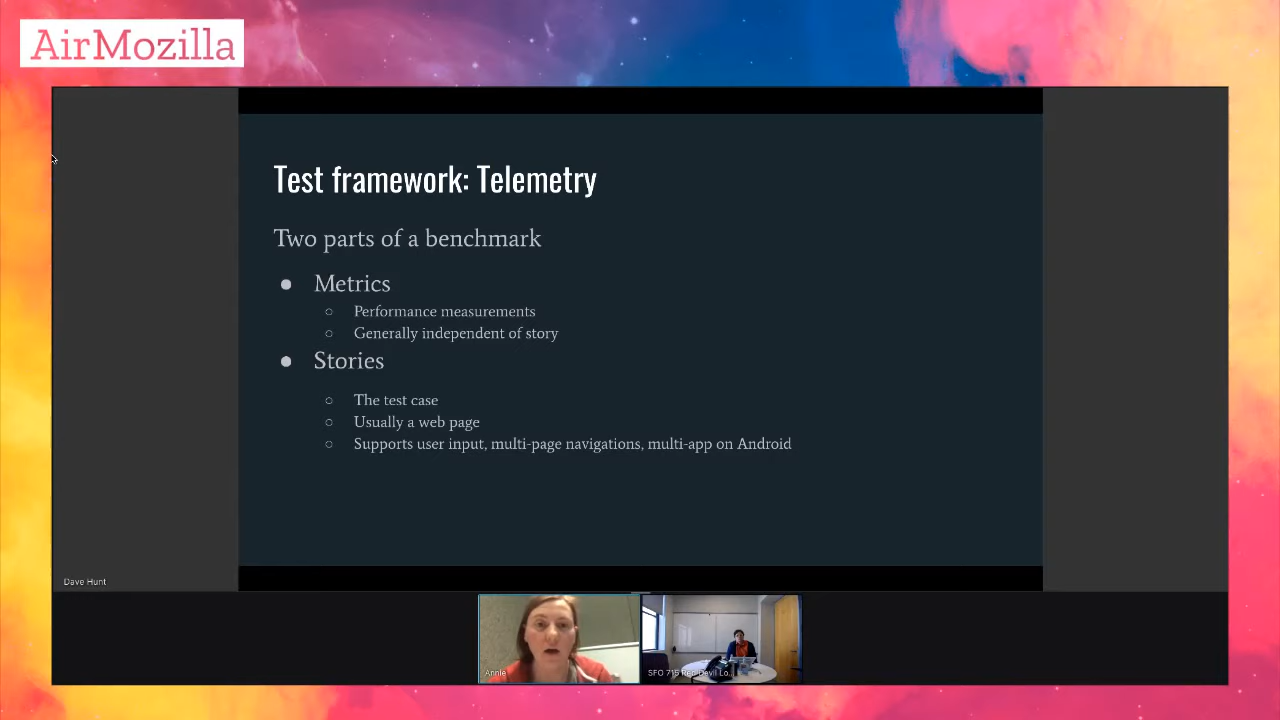 AirMozilla
Test framework: Telemetry
Two parts of a benchmark
● Metrics
○ Performance measurements
○ Generally independent of story
● Stories
○ The test case
○ Usually a web page
○ Supports user input, multi-page navigations, multi-app on Android
Dave Hunt
Annie
SFO 715 Red Devil Lo...